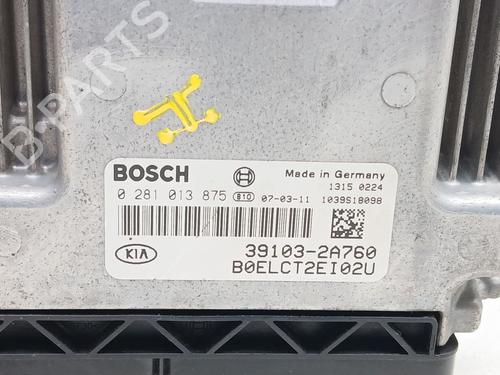 B-PARTS
BOSCH
Made in Germany
1315 0224
0 281 013 875 B10 07-03-11 1039S18098
KIA
39103-2A760
B0ELCT2EI02U